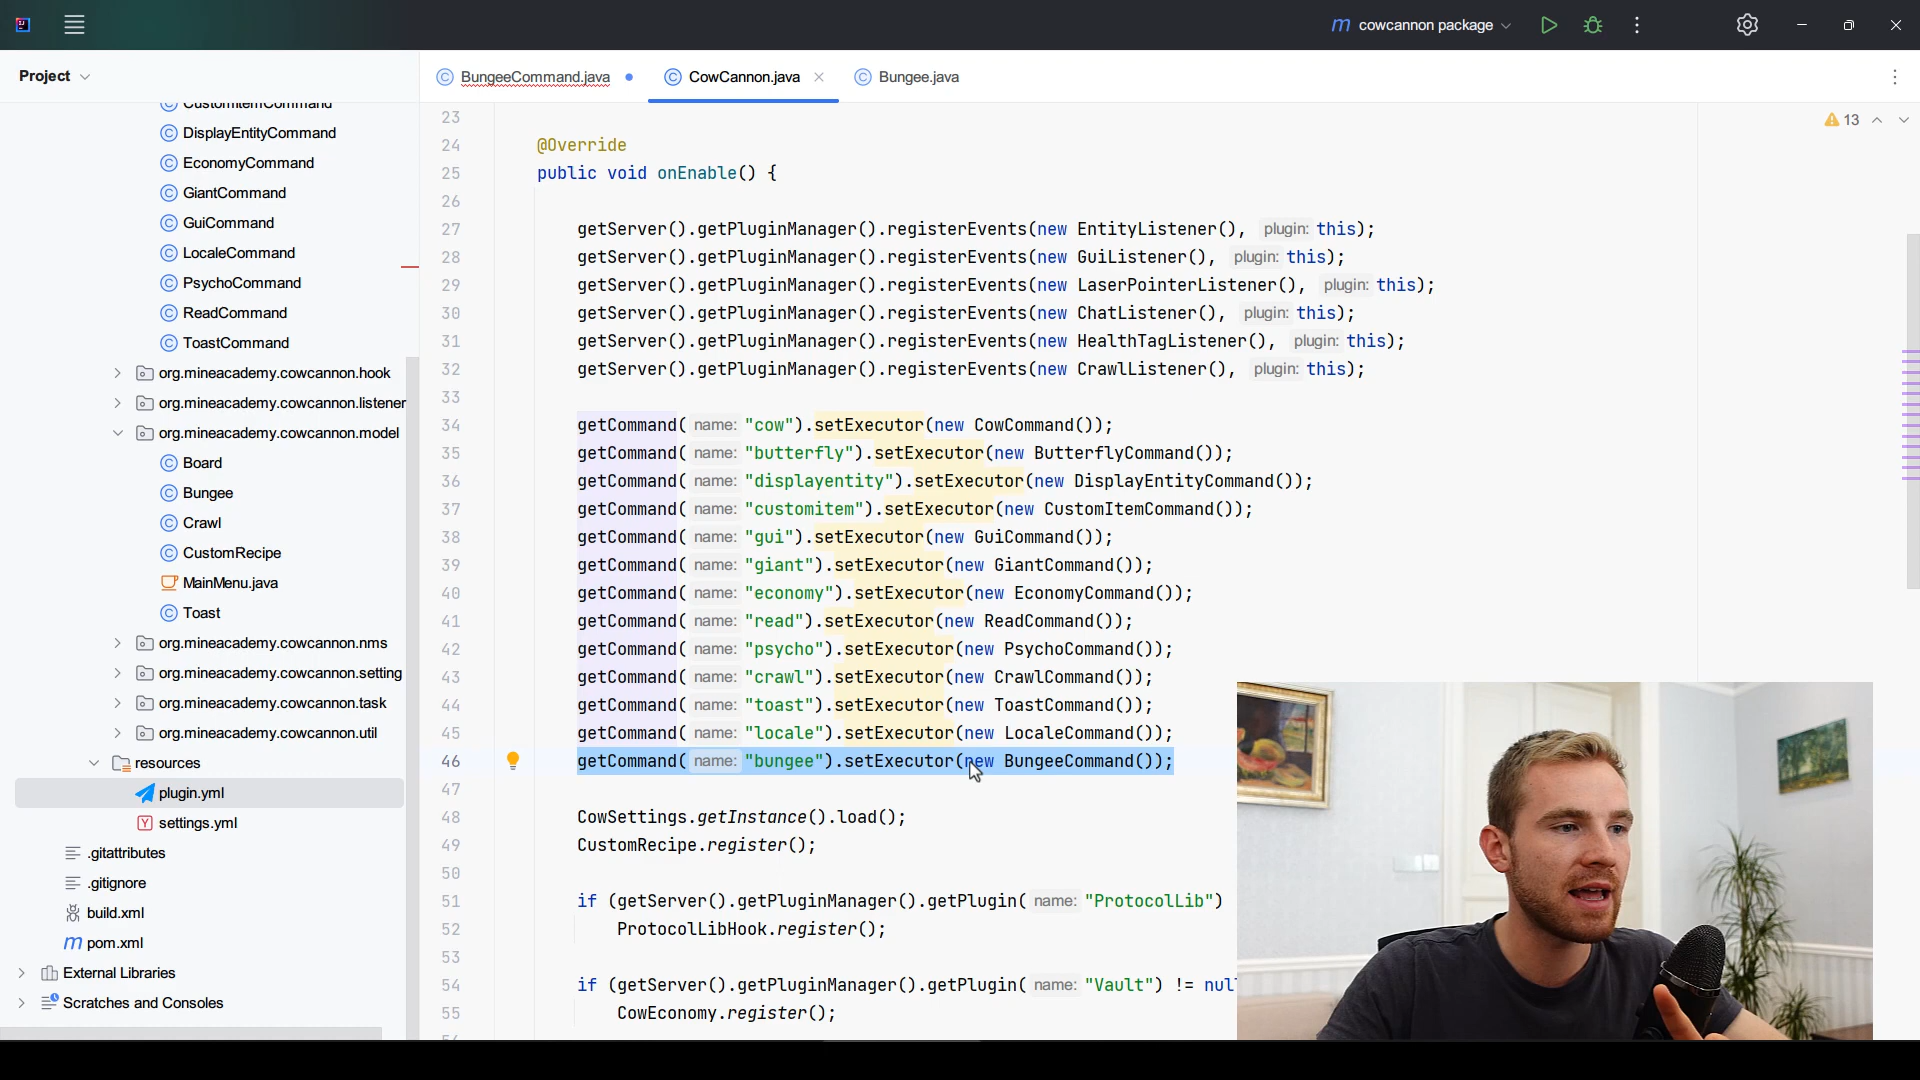 cowcannon package
Project
BungeeCommand.java
CowCannon.java
Bungee.java
CustomItemCommand
DisplayEntityCommand
EconomyCommand
GiantCommand
GuiCommand
LocaleCommand
PsychoCommand
ReadCommand
ToastCommand
org.mineacademy.cowcannon.hook
org.mineacademy.cowcannon.listener
org.mineacademy.cowcannon.model
Board
Bungee
Crawl
CustomRecipe
MainMenu.java
Toast
org.mineacademy.cowcannon.nms
org.mineacademy.cowcannon.setting
org.mineacademy.cowcannon.task
org.mineacademy.cowcannon.util
resources
plugin.yml
settings.yml
.gitattributes
.gitignore
build.xml
pom.xml
External Libraries
Scratches and Consoles
13
23
24 @Override
25 public void onEnable() {
26
27 getServer().getPluginManager().registerEvents(new EntityListener(), plugin: this);
28 getServer().getPluginManager().registerEvents(new GuiListener(), plugin: this);
29 getServer().getPluginManager().registerEvents(new LaserPointerListener(), plugin: this);
30 getServer().getPluginManager().registerEvents(new ChatListener(), plugin: this);
31 getServer().getPluginManager().registerEvents(new HealthTagListener(), plugin: this);
32 getServer().getPluginManager().registerEvents(new CrawlListener(), plugin: this);
33
34 getCommand( name: "cow").setExecutor(new CowCommand());
35 getCommand( name: "butterfly").setExecutor(new ButterflyCommand());
36 getCommand( name: "displayentity").setExecutor(new DisplayEntityCommand());
37 getCommand( name: "customitem").setExecutor(new CustomItemCommand());
38 getCommand( name: "gui").setExecutor(new GuiCommand());
39 getCommand( name: "giant").setExecutor(new GiantCommand());
40 getCommand( name: "economy").setExecutor(new EconomyCommand());
41 getCommand( name: "read").setExecutor(new ReadCommand());
42 getCommand( name: "psycho").setExecutor(new PsychoCommand());
43 getCommand( name: "crawl").setExecutor(new CrawlCommand());
44 getCommand( name: "toast").setExecutor(new ToastCommand());
45 getCommand( name: "locale").setExecutor(new LocaleCommand());
46 getCommand( name: "bungee").setExecutor(new BungeeCommand());
47
48 CowSettings.getInstance().load();
49 CustomRecipe.register();
50
51 if (getServer().getPluginManager().getPlugin( name: "ProtocolLib")
52 ProtocolLibHook.register();
53
54 if (getServer().getPluginManager().getPlugin( name: "Vault") != nul
55 CowEconomy.register();